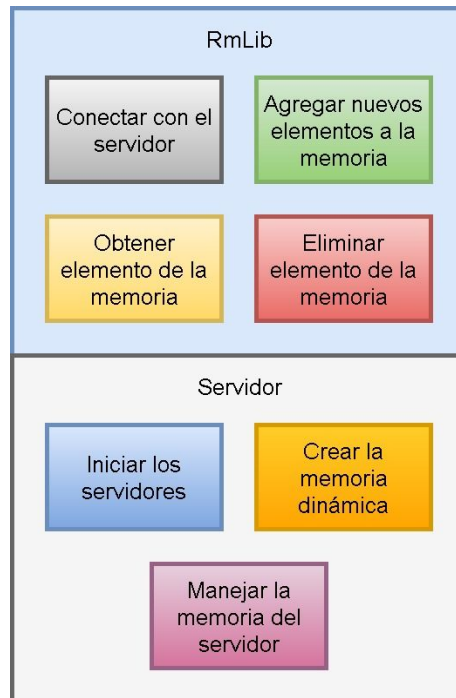 RmLib
Conectar con el
servidor
Agregar nuevos
elementos a la
memoria
Obtener
elemento de la
memoria
Eliminar
elemento de la
memoria
Servidor
Iniciar los
servidores
Crear la
memoria
dinámica
Manejar la
memoria del
servidor